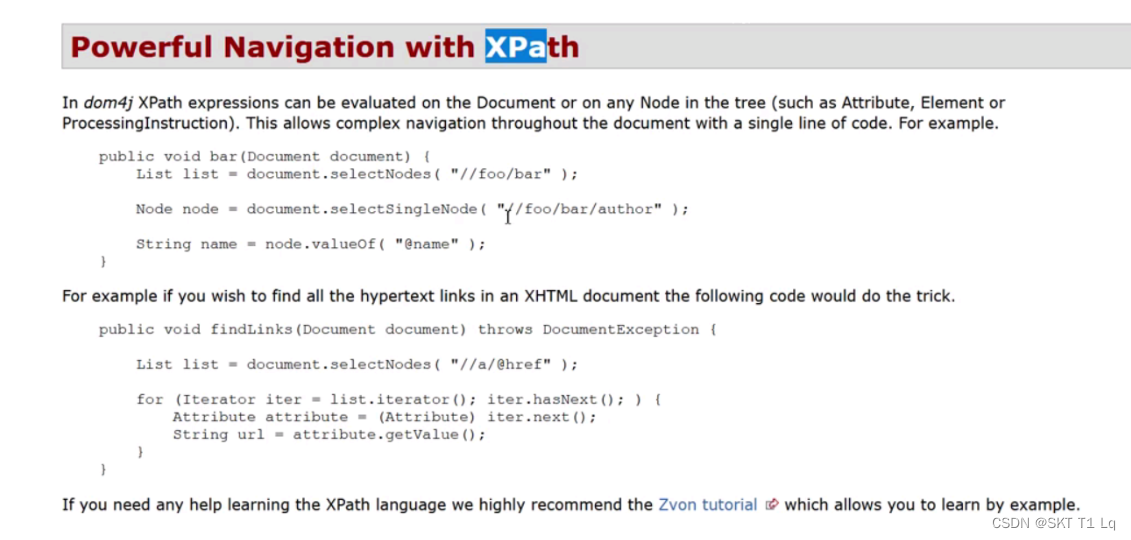 Powerful Navigation with XPath
In dom4j XPath expressions can be evaluated on the Document or on any Node in the tree (such as Attribute, Element or
ProcessingInstruction). This allows complex navigation throughout the document with a single line of code. For example.
public void bar(Document document) {
List list = document.selectNodes( "//foo/bar" );
Node node = document.selectSingleNode( "//foo/bar/author" );
String name = node.valueOf( "@name" );
}
For example if you wish to find all the hypertext links in an XHTML document the following code would do the trick.
public void findLinks(Document document) throws DocumentException {
List list = document.selectNodes( "//a/@href" );
for (Iterator iter = list.iterator(); iter.hasNext(); ) {
Attribute attribute = (Attribute) iter.next();
String url = attribute.getValue();
}
}
If you need any help learning the XPath language we highly recommend the Zvon tutorial which allows you to learn by example.
CSDN @SKT T1 Lq